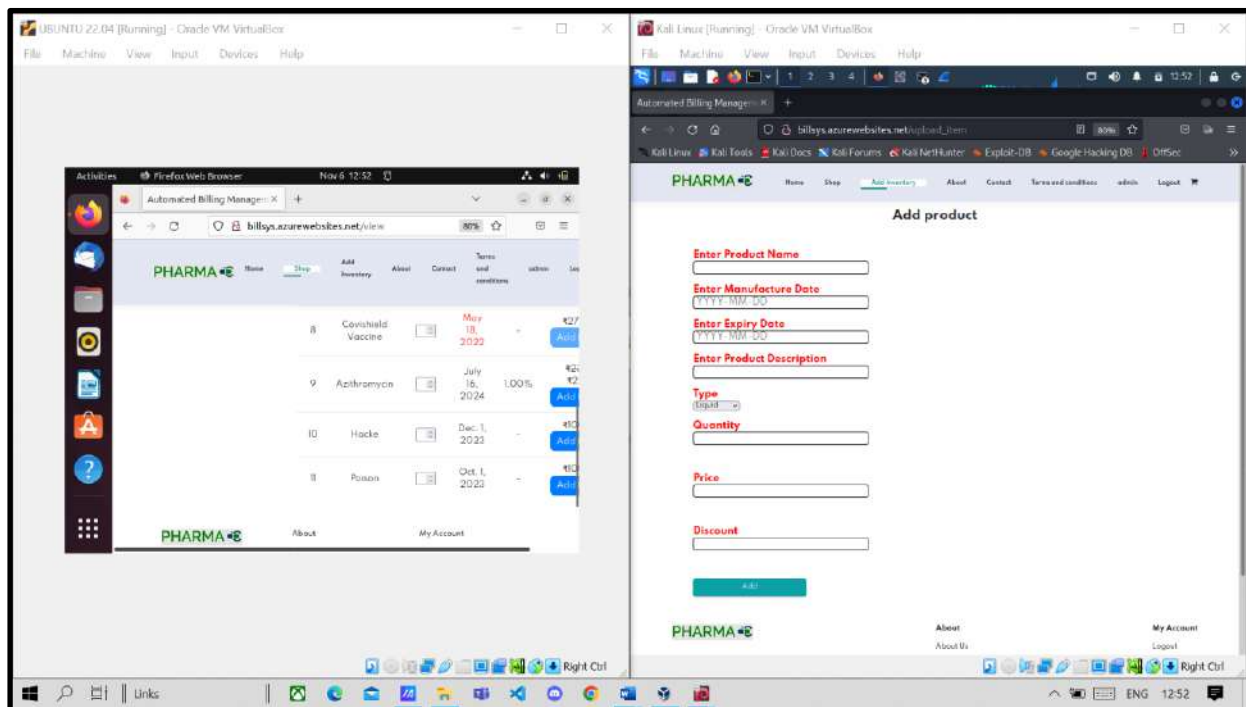 UBUNTU 22.04 [Running] - Oracle VM VirtualBox
File Machine View Input Devices Help
Activities Firefox Web Browser Nov 6 12:52
Automated Billing Managem
billsys.azurewebsites.net/view 80%
PHARMA-E Home Shop Add Inventory About Contact Terms and conditions admin
8 Covishield Vaccine May 18, 2022 - ₹27 Add
9 Azithromycin July 16, 2024 1.00% Add
10 Hacke Dec. 1, 2023 - ₹10 Add
11 Poison Oct. 1, 2023 - ₹10 Add
PHARMA-E About My Account
Right Ctrl
Kali Linux [Running] - Oracle VM VirtualBox
File Machine View Input Devices Help
1 2 3 4 12:52
Automated Billing Managem
billsys.azurewebsites.net/upload_item 80%
Kali Linux Kali Tools Kali Docs Kali Forums Kali NetHunter Exploit-DB Google Hacking DB OffSec
PHARMA-E Home Shop Add Inventory About Contact Terms and conditions admin Logout
Add product
Enter Product Name
Enter Manufacture Date
YYYY-MM-DD
Enter Expiry Date
YYYY-MM-DD
Enter Product Description
Type
Liquid
Quantity
Price
Discount
Add
PHARMA-E About My Account
About Us Logout
Right Ctrl
Links ENG 12:52